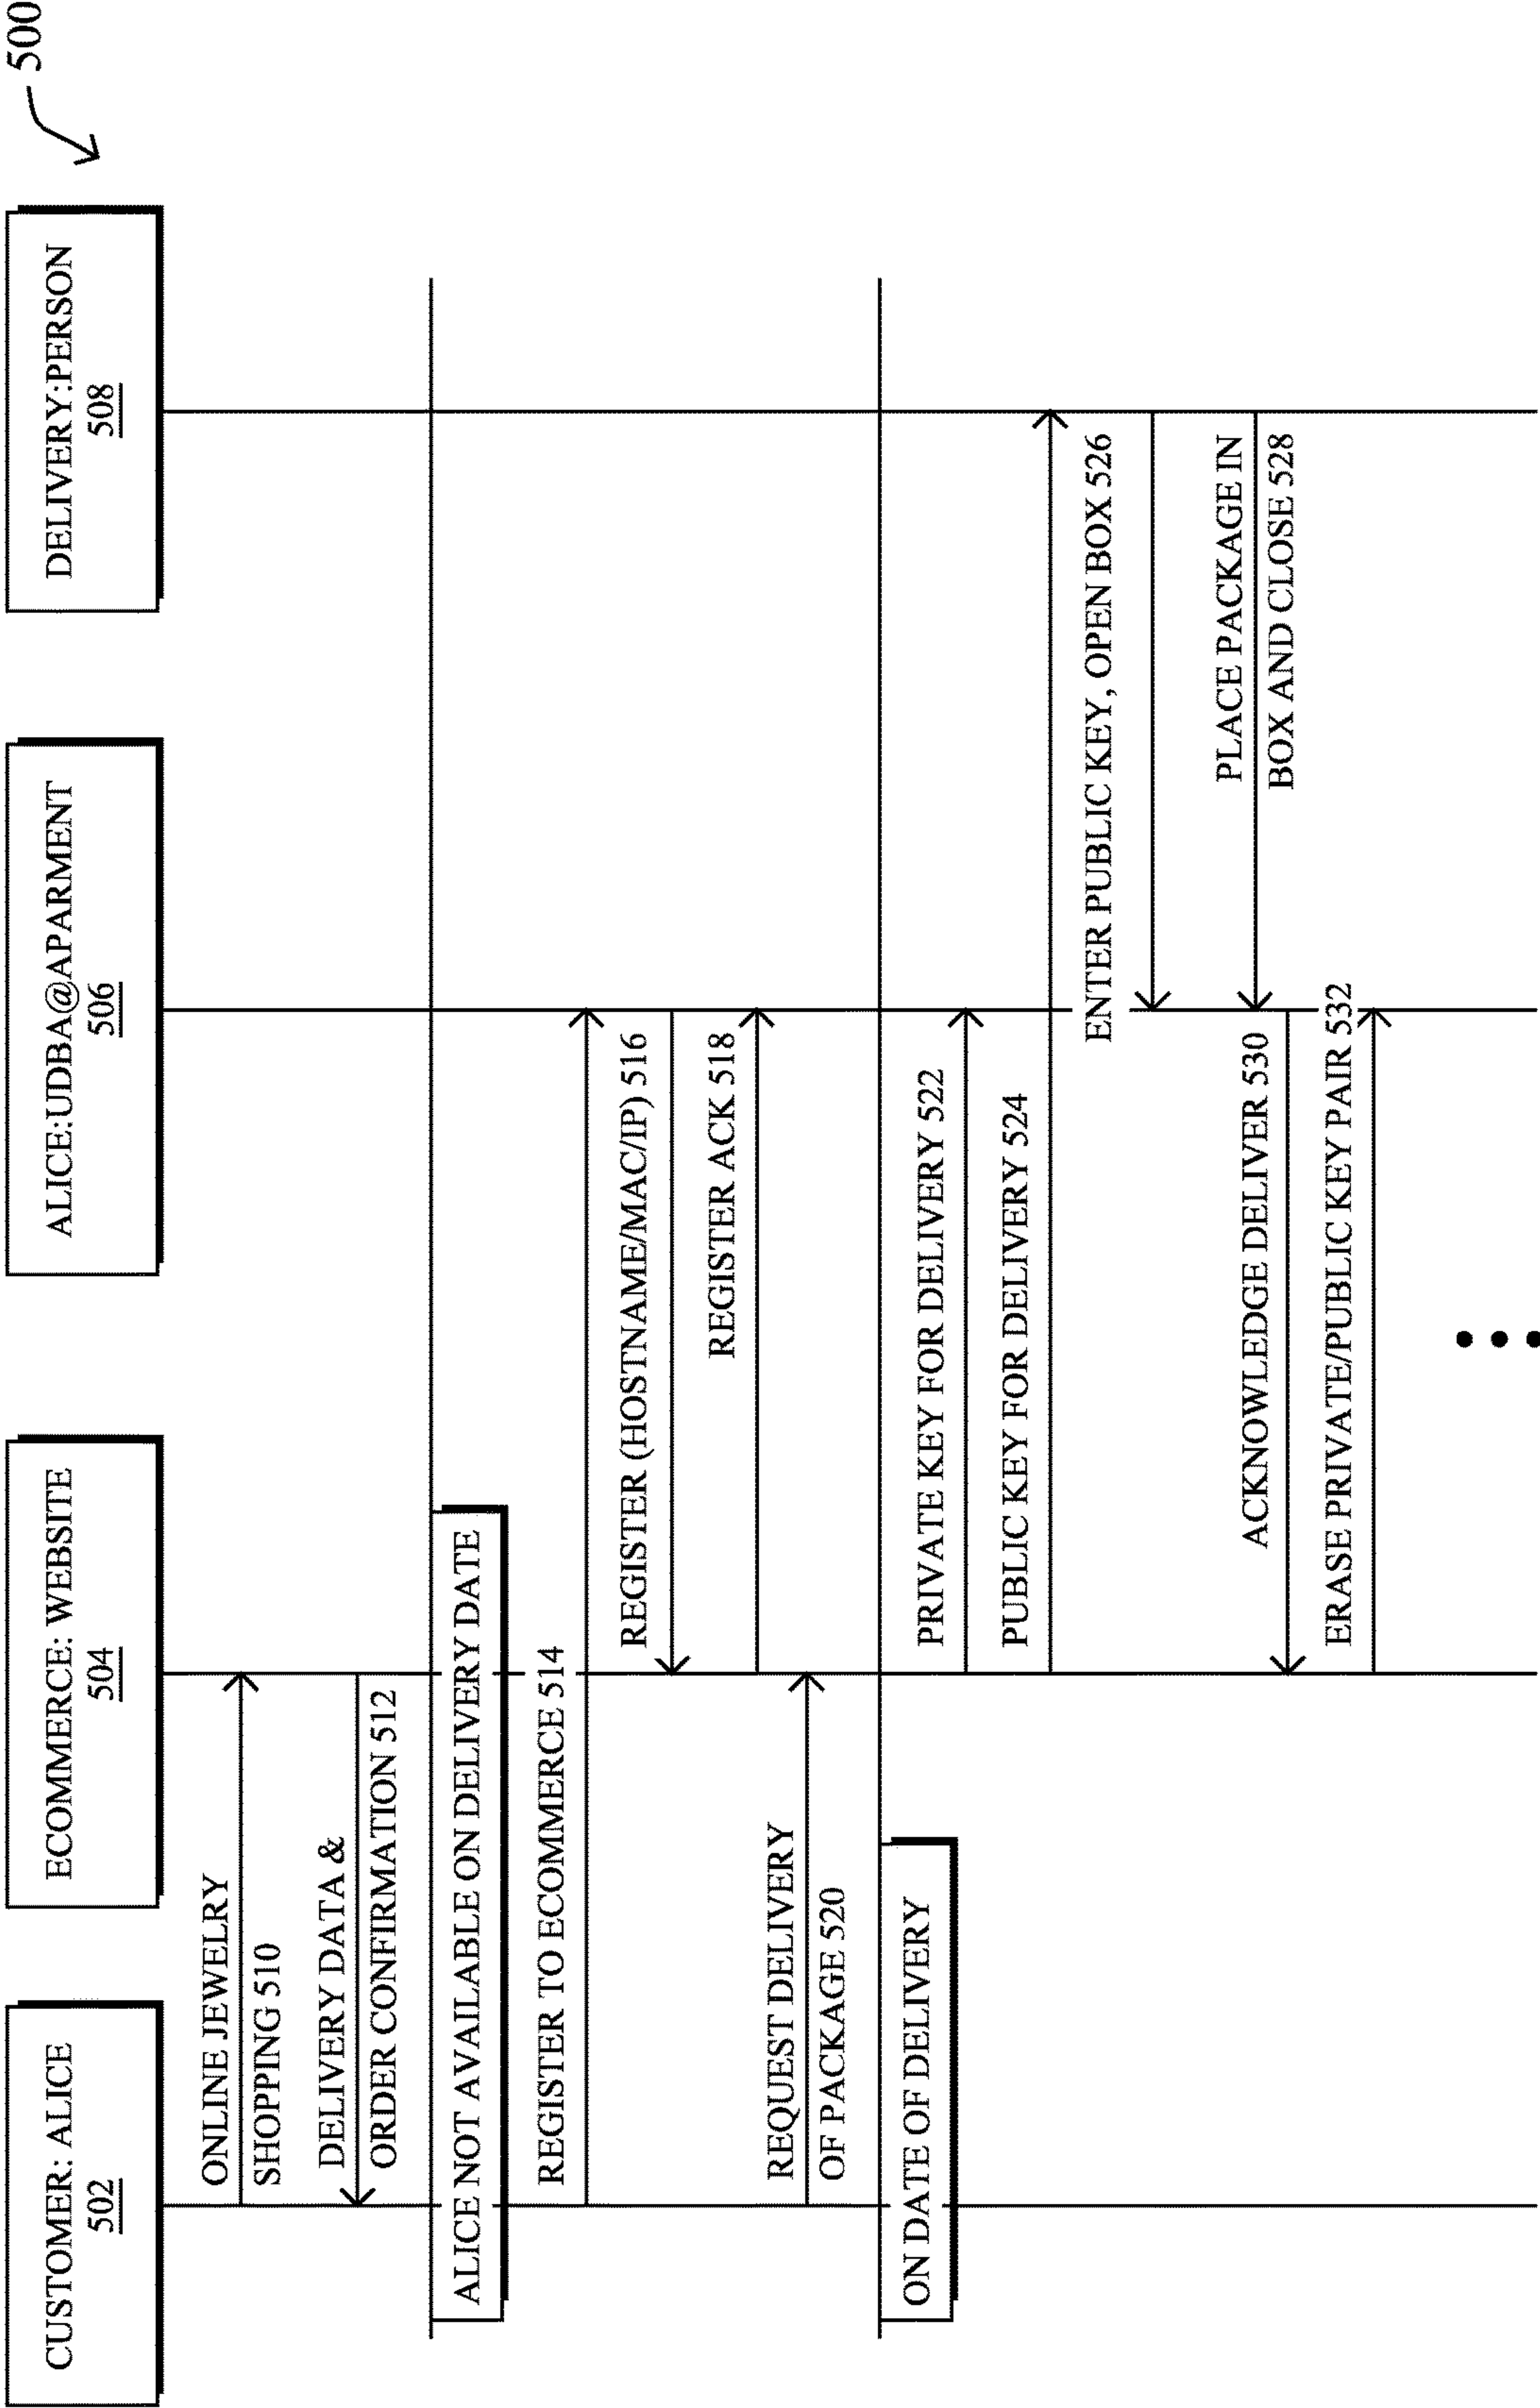 500
CUSTOMER: ALICE
502
ECOMMERCE: WEBSITE
504
ALICE:UDBA@APARMENT
506
DELIVERY:PERSON
508
ONLINE JEWELRY
SHOPPING 510
DELIVERY DATA &
ORDER CONFIRMATION 512
ALICE NOT AVAILABLE ON DELIVERY DATE
REGISTER TO ECOMMERCE 514
REGISTER (HOSTNAME/MAC/IP) 516
REGISTER ACK 518
REQUEST DELIVERY
OF PACKAGE 520
ON DATE OF DELIVERY
PRIVATE KEY FOR DELIVERY 522
PUBLIC KEY FOR DELIVERY 524
ENTER PUBLIC KEY, OPEN BOX 526
PLACE PACKAGE IN
BOX AND CLOSE 528
ACKNOWLEDGE DELIVER 530
ERASE PRIVATE/PUBLIC KEY PAIR 532